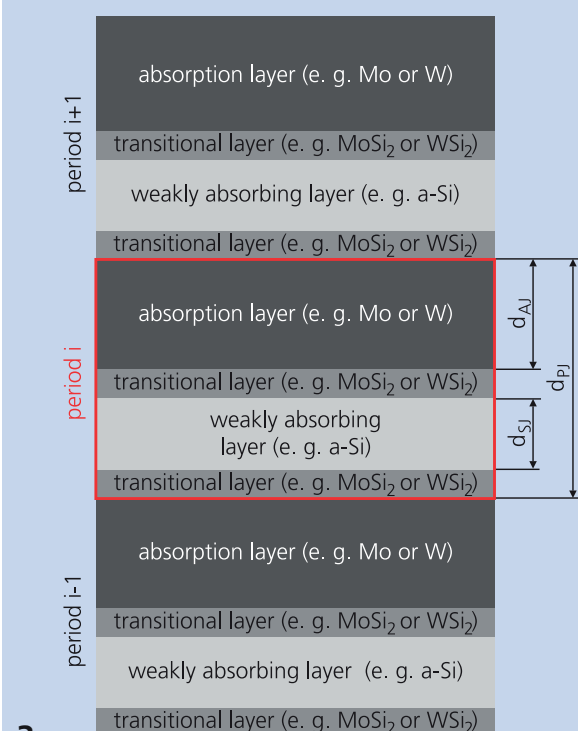 period i+1
absorption layer (e. g. Mo or W)
transitional layer (e. g. MoSi2 or WSi2)
weakly absorbing layer (e. g. a-Si)
transitional layer (e. g. MoSi2 or WSi2)
period i
absorption layer (e. g. Mo or W)
transitional layer (e. g. MoSi2 or WSi2)
weakly absorbing
layer (e. g. a-Si)
transitional layer (e. g. MoSi2 or WSi2)
dAJ
dSJ
dPJ
period i-1
absorption layer (e. g. Mo or W)
transitional layer (e. g. MoSi2 or WSi2)
weakly absorbing layer (e. g. a-Si)
transitional layer (e. g. MoSi2 or WSi2)